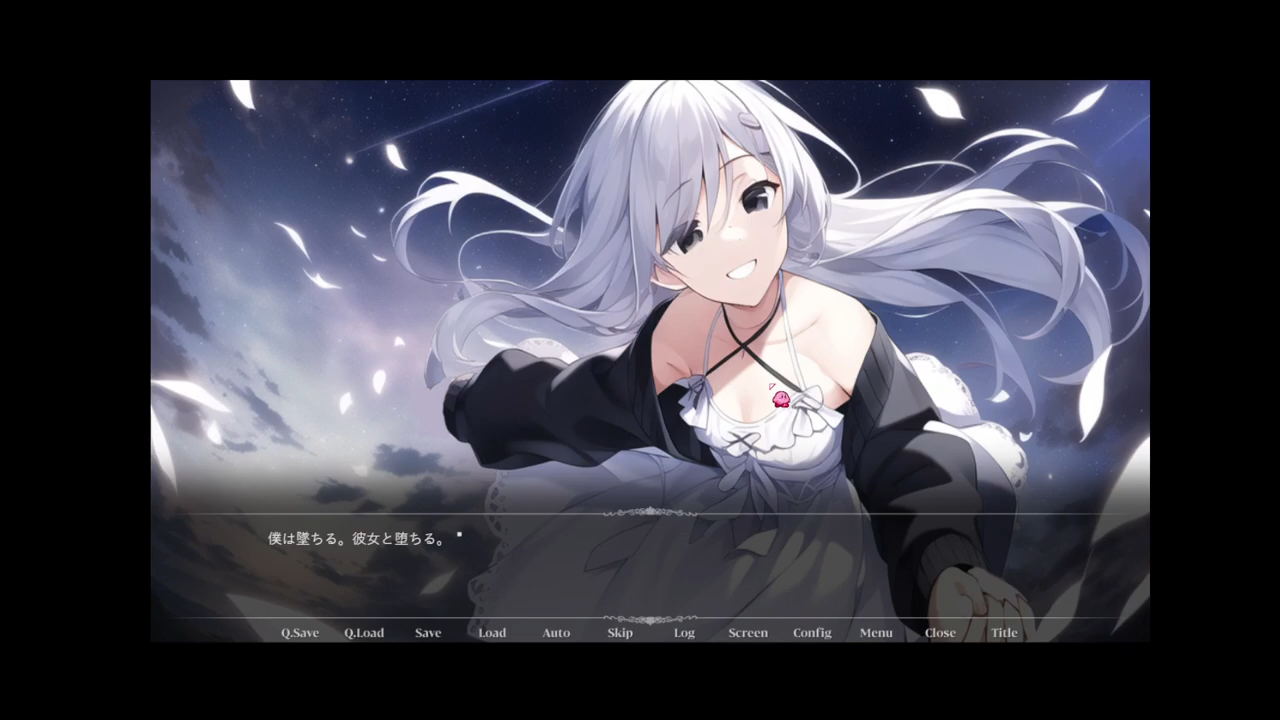 僕は墜ちる。彼女と堕ちる。
Q.Save Q.Load Save Load Auto Skip Log Screen Config Menu Close Title